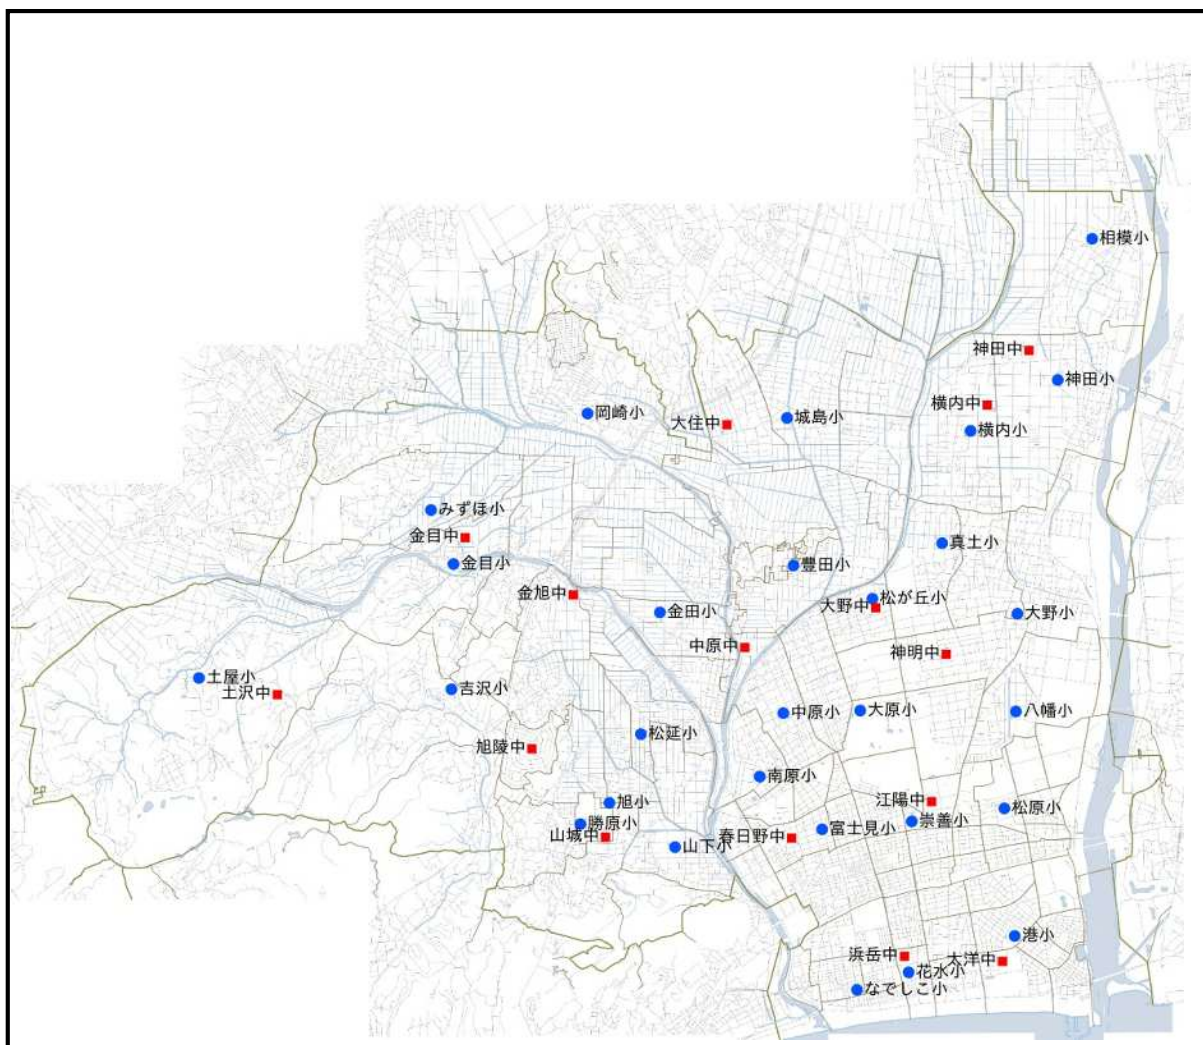 相模小
神田中
神田小
横内中
岡崎小
城島小
大住中
横内小
みずほ小
金目中
真土小
金目小
豊田小
金旭中
松が丘小
大野中
金田小
大野小
中原中
神明中
土屋小
土沢中
吉沢小
中原小
大原小
八幡小
松延小
旭陵中
南原小
旭小
江陽中
松原小
勝原小
崇善小
富士見小
山城中
春日野中
山下小
港小
浜岳中
太洋中
花水小
なでしこ小